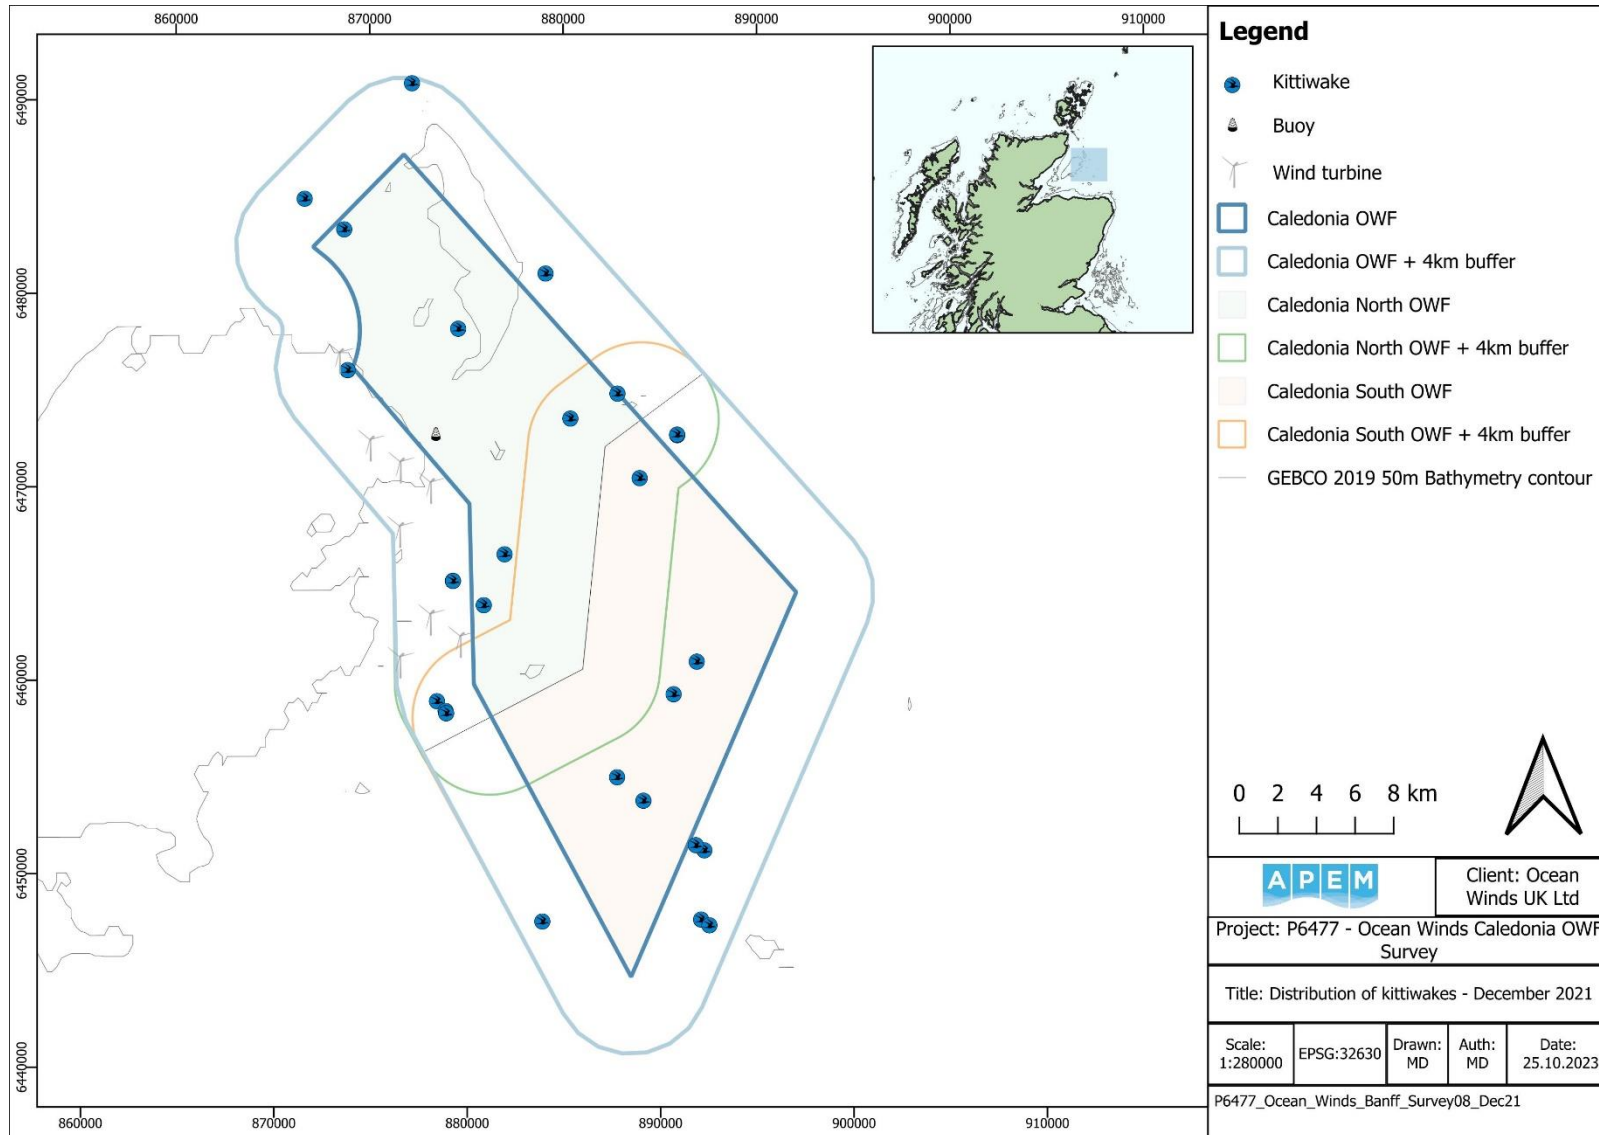 860000 870000 880000 890000 900000 910000
6490000
6480000
6470000
6460000
6450000
6440000
860000 870000 880000 890000 900000 910000
Legend
Kittiwake
Buoy
Wind turbine
Caledonia OWF
Caledonia OWF + 4km buffer
Caledonia North OWF
Caledonia North OWF + 4km buffer
Caledonia South OWF
Caledonia South OWF + 4km buffer
GEBCO 2019 50m Bathymetry contour
0 2 4 6 8 km
APEM
Client: Ocean
Winds UK Ltd
Project: P6477 - Ocean Winds Caledonia OWF
Survey
Title: Distribution of kittiwakes - December 2021
Scale:
1:280000
EPSG:32630
Drawn:
MD
Auth:
MD
Date:
25.10.2023
P6477_Ocean_Winds_Banff_Survey08_Dec21